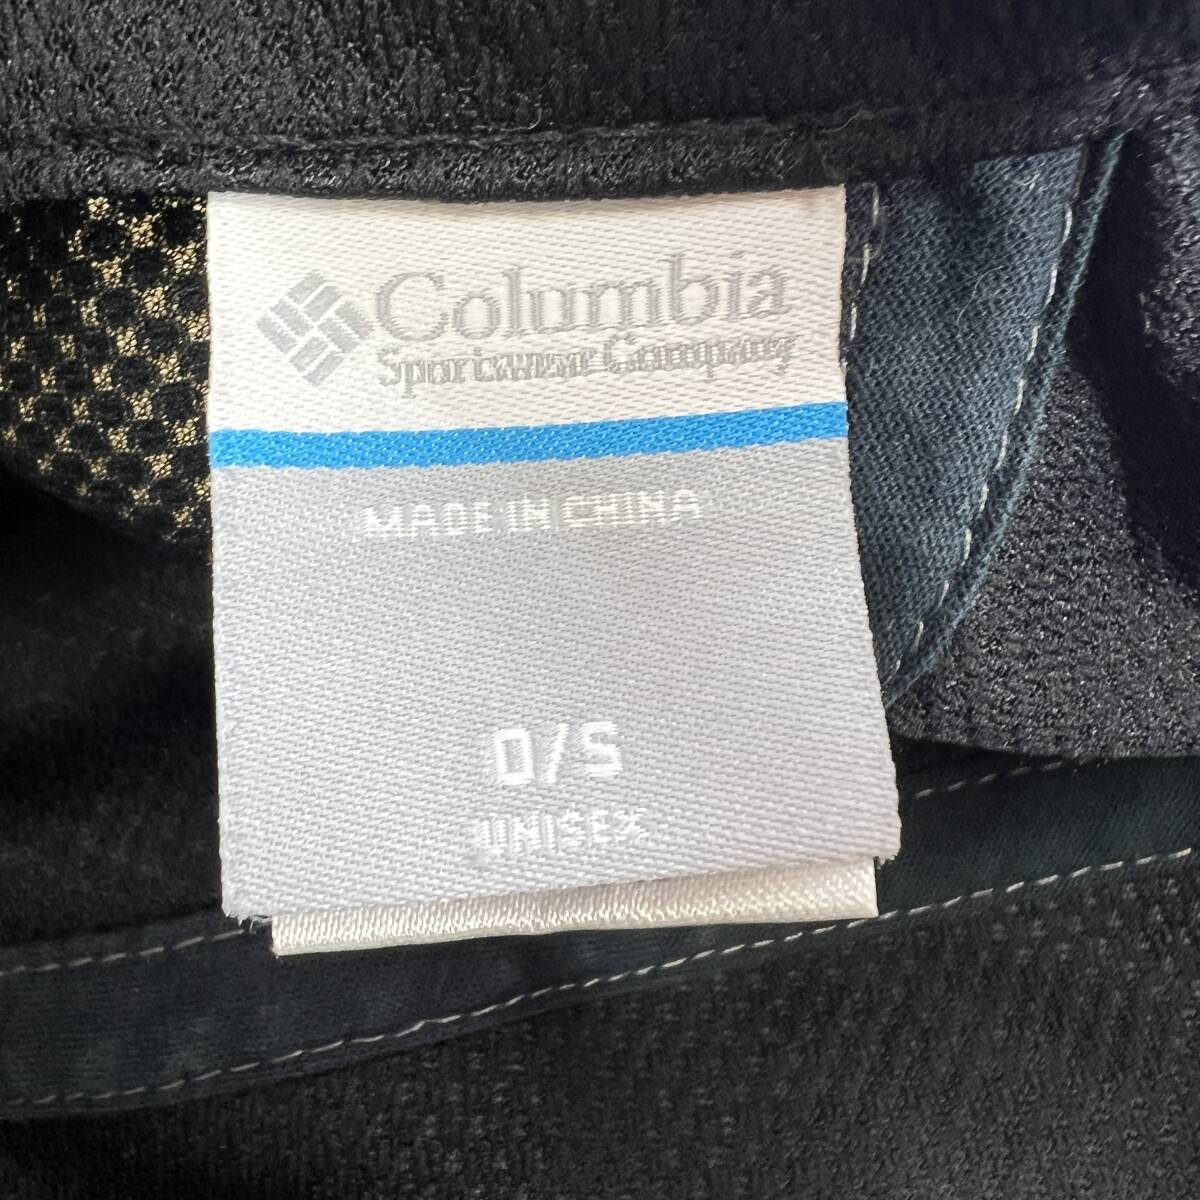 Columbia
Sportswear Company
MADE IN CHINA
O/S
UNISEX